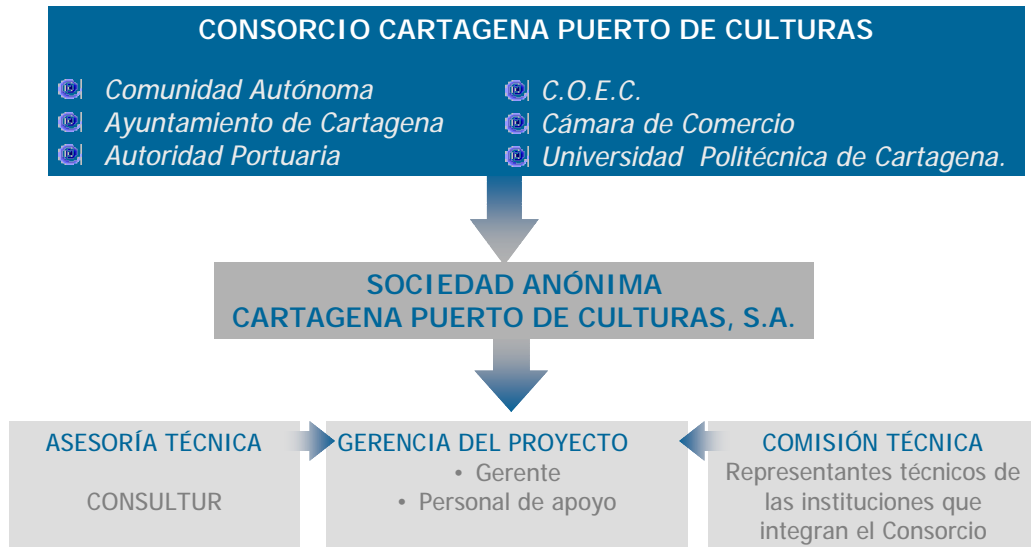 CONSORCIO CARTAGENA PUERTO DE CULTURAS
Comunidad Autónoma
Ayuntamiento de Cartagena
Autoridad Portuaria
C.O.E.C.
Cámara de Comercio
Universidad Politécnica de Cartagena.
SOCIEDAD ANÓNIMA
CARTAGENA PUERTO DE CULTURAS, S.A.
ASESORÍA TÉCNICA
CONSULTUR
GERENCIA DEL PROYECTO
• Gerente
• Personal de apoyo
COMISIÓN TÉCNICA
Representantes técnicos de
las instituciones que
integran el Consorcio